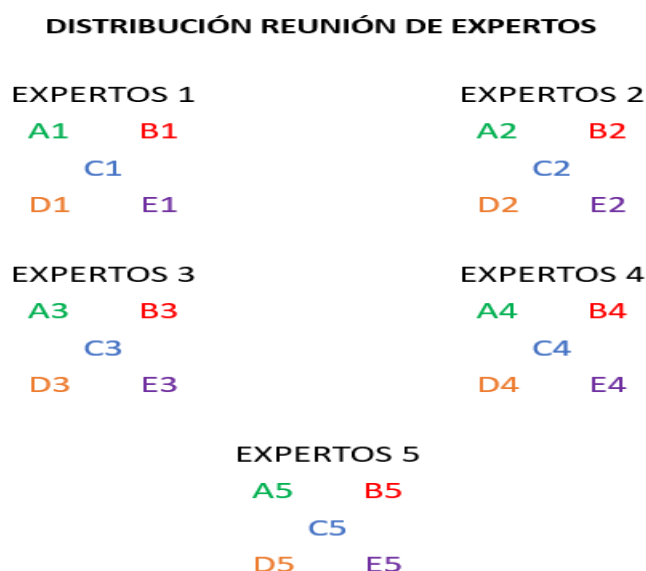 DISTRIBUCIÓN REUNIÓN DE EXPERTOS
EXPERTOS 1
A1 B1
C1
D1 E1
EXPERTOS 2
A2 B2
C2
D2 E2
EXPERTOS 3
A3 B3
C3
D3 E3
EXPERTOS 4
A4 B4
C4
D4 E4
EXPERTOS 5
A5 B5
C5
D5 E5